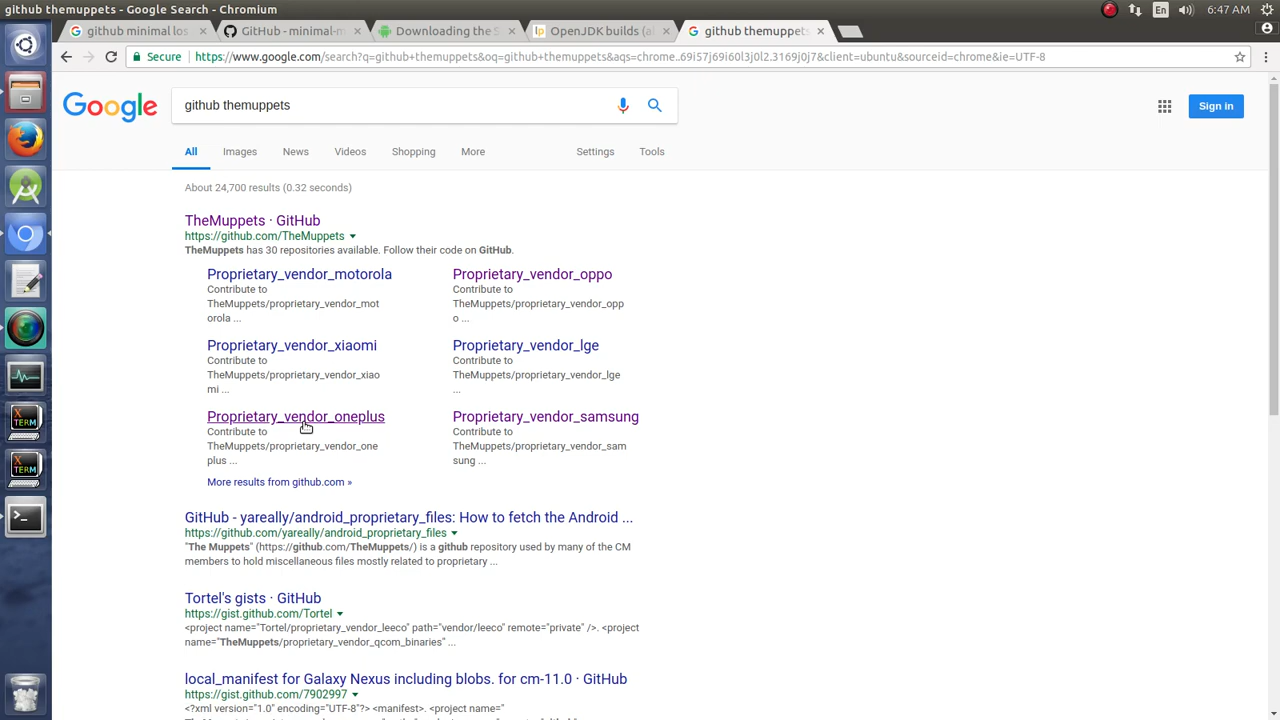 github themuppets - Google Search - Chromium
En
6:47 AM
github minimal los
GitHub - minimal-m
Downloading the S
OpenJDK builds (al
github themuppets
Secure
https://www.google.com/search?q=github+themuppets&oq=github+themuppets&aqs=chrome..69i57j69i60l3j0l2.3169j0j7&client=ubuntu&sourceid=chrome&ie=UTF-8
Google
github themuppets
Sign in
All
Images
News
Videos
Shopping
More
Settings
Tools
About 24,700 results (0.32 seconds)
TheMuppets · GitHub
https://github.com/TheMuppets
TheMuppets has 30 repositories available. Follow their code on GitHub.
Proprietary_vendor_motorola
Contribute to
TheMuppets/proprietary_vendor_mot
orola ...
Proprietary_vendor_oppo
Contribute to
TheMuppets/proprietary_vendor_opp
o ...
Proprietary_vendor_xiaomi
Contribute to
TheMuppets/proprietary_vendor_xiao
mi ...
Proprietary_vendor_lge
Contribute to
TheMuppets/proprietary_vendor_lge
...
Proprietary_vendor_oneplus
Contribute to
TheMuppets/proprietary_vendor_one
plus ...
Proprietary_vendor_samsung
Contribute to
TheMuppets/proprietary_vendor_sam
sung ...
More results from github.com »
GitHub - yareally/android_proprietary_files: How to fetch the Android ...
https://github.com/yareally/android_proprietary_files
"The Muppets" (https://github.com/TheMuppets/) is a github repository used by many of the CM
members to hold miscellaneous files mostly related to proprietary ...
Tortel's gists · GitHub
https://gist.github.com/Tortel
<project name="Tortel/proprietary_vendor_leeco" path="vendor/leeco" remote="private" />. <project
name="TheMuppets/proprietary_vendor_qcom_binaries" ...
local_manifest for Galaxy Nexus including blobs. for cm-11.0 · GitHub
https://gist.github.com/7902997
<?xml version="1.0" encoding="UTF-8"?> <manifest>. <project name="
X
TERM
X
TERM